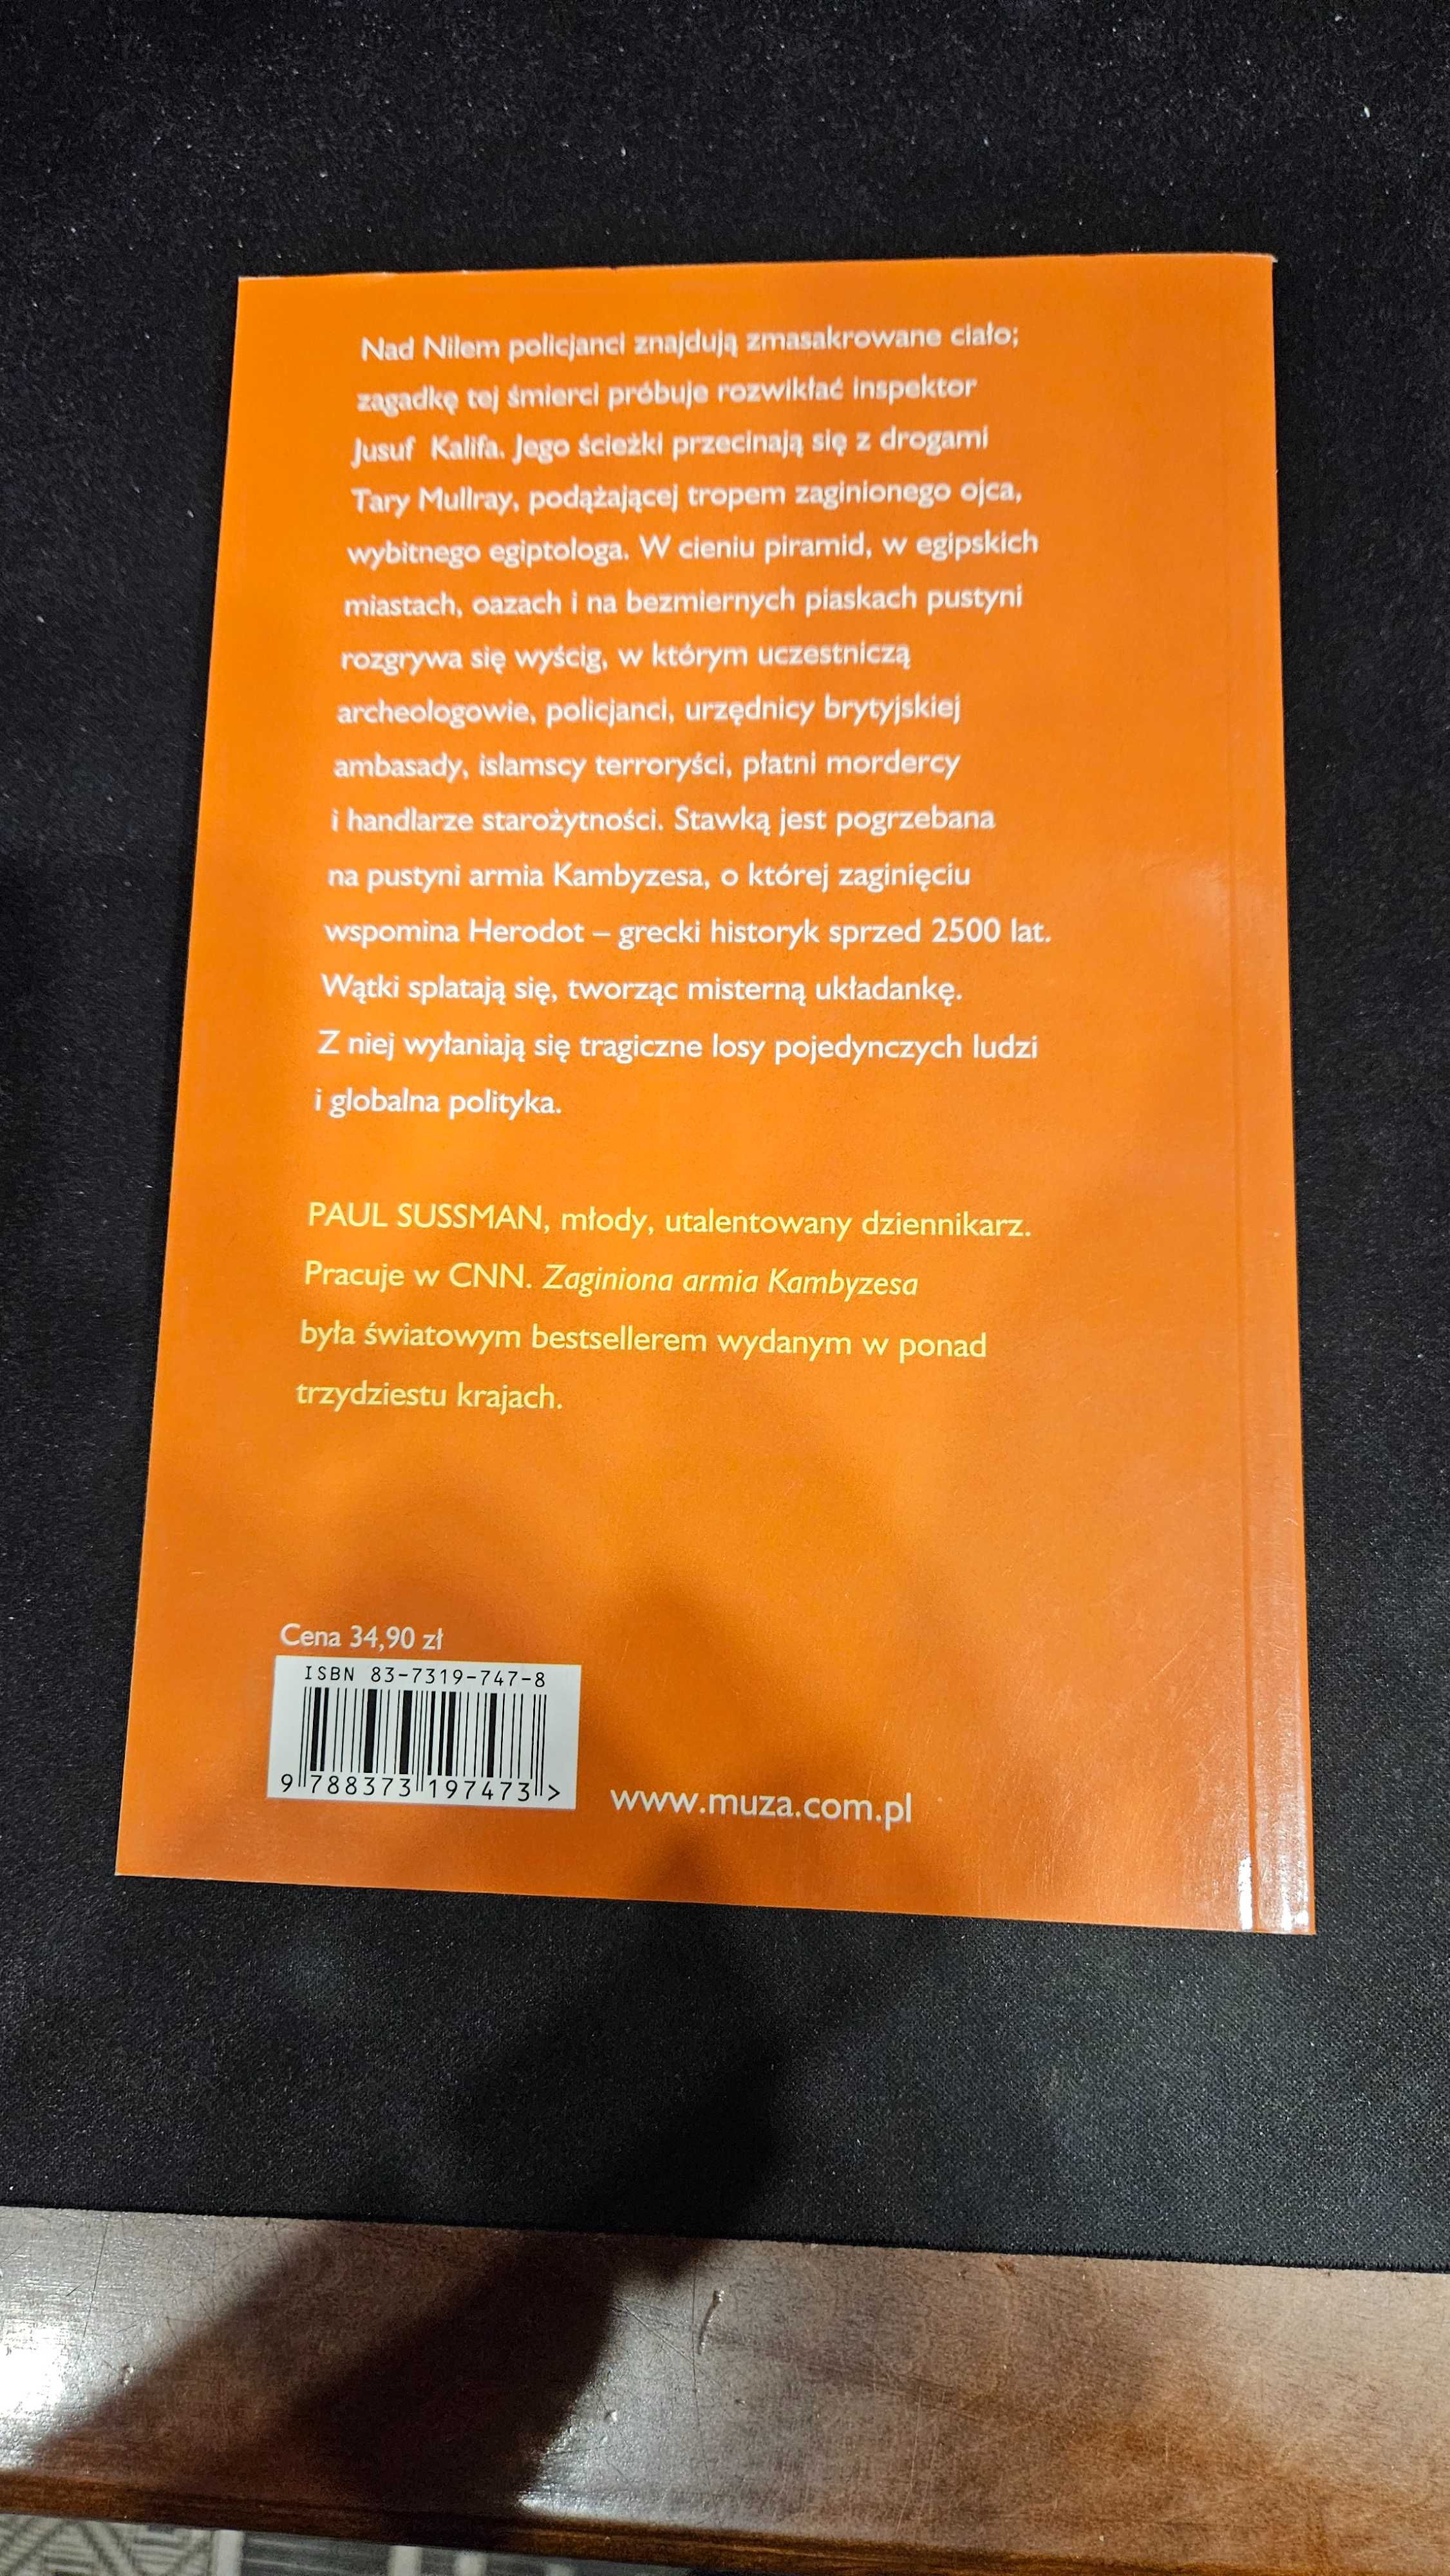 Nad Nilem policjanci znajdują zmasakrowane ciało;
zagadkę tej śmierci próbuje rozwikłać inspektor
Jusuf Kalifa. Jego ścieżki przecinają się z drogami
Tary Mullray, podążającej tropem zaginionego ojca,
wybitnego egiptologa. W cieniu piramid, w egipskich
miastach, oazach i na bezmiernych piaskach pustyni
rozgrywa się wyścig, w którym uczestniczą
archeologowie, policjanci, urzędnicy brytyjskiej
ambasady, islamscy terroryści, płatni mordercy
i handlarze starożytności. Stawką jest pogrzebana
na pustyni armia Kambyzesa, o której zaginięciu
wspomina Herodot – grecki historyk sprzed 2500 lat.
Wątki splatają się, tworząc misterną układankę.
Z niej wyłaniają się tragiczne losy pojedynczych ludzi
i globalna polityka.
PAUL SUSSMAN, młody, utalentowany dziennikarz.
Pracuje w CNN. Zaginiona armia Kambyzesa
była światowym bestsellerem wydanym w ponad
trzydziestu krajach.
Cena 34,90 zł
ISBN 83-7319-747-8
9 788373 197473 >
www.muza.com.pl